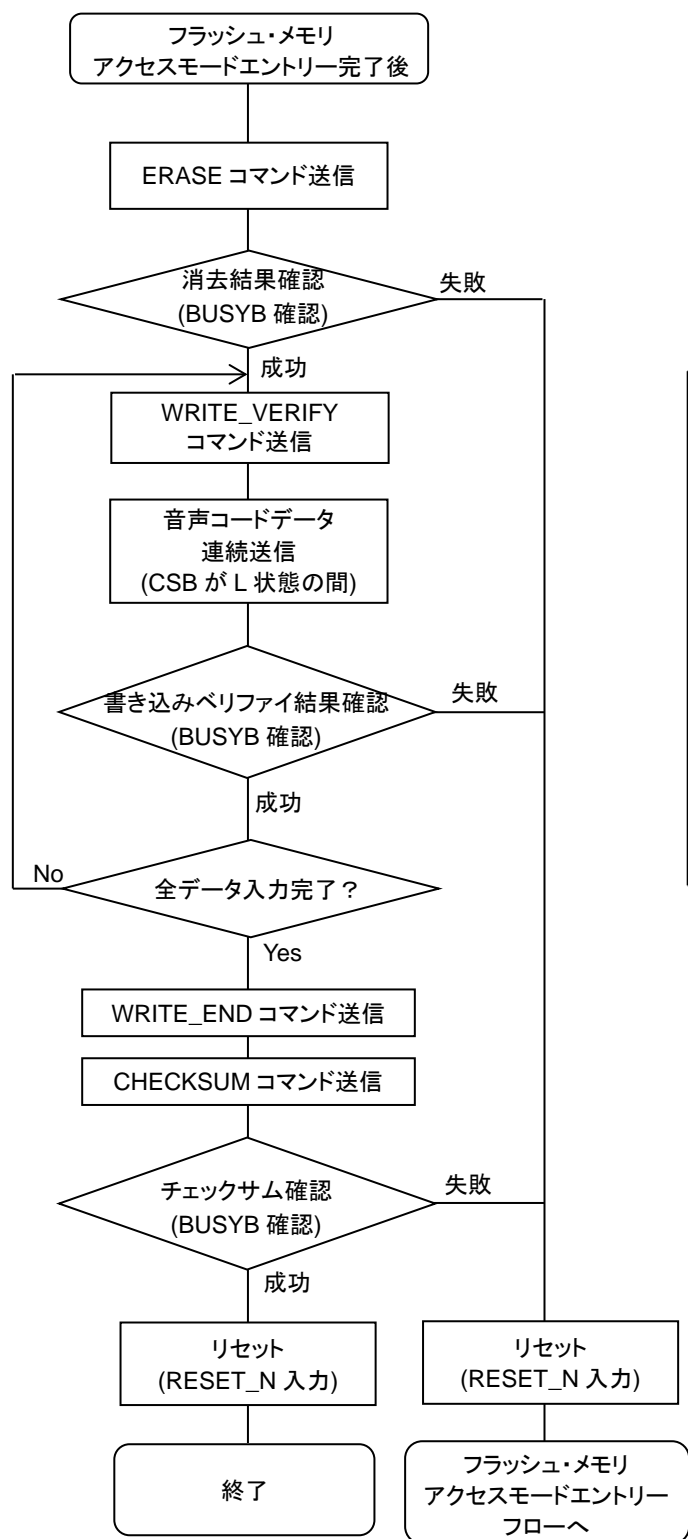 フラッシュ・メモリ
アクセスモードエントリー完了後
ERASE コマンド送信
消去結果確認
(BUSYB 確認)
失敗
成功
WRITE_VERIFY
コマンド送信
音声コードデータ
連続送信
(CSB が L 状態の間)
書き込みベリファイ結果確認
(BUSYB 確認)
失敗
成功
No
全データ入力完了？
Yes
WRITE_END コマンド送信
CHECKSUM コマンド送信
チェックサム確認
(BUSYB 確認)
失敗
成功
リセット
(RESET_N 入力)
リセット
(RESET_N 入力)
終了
フラッシュ・メモリ
アクセスモードエントリー
フローへ